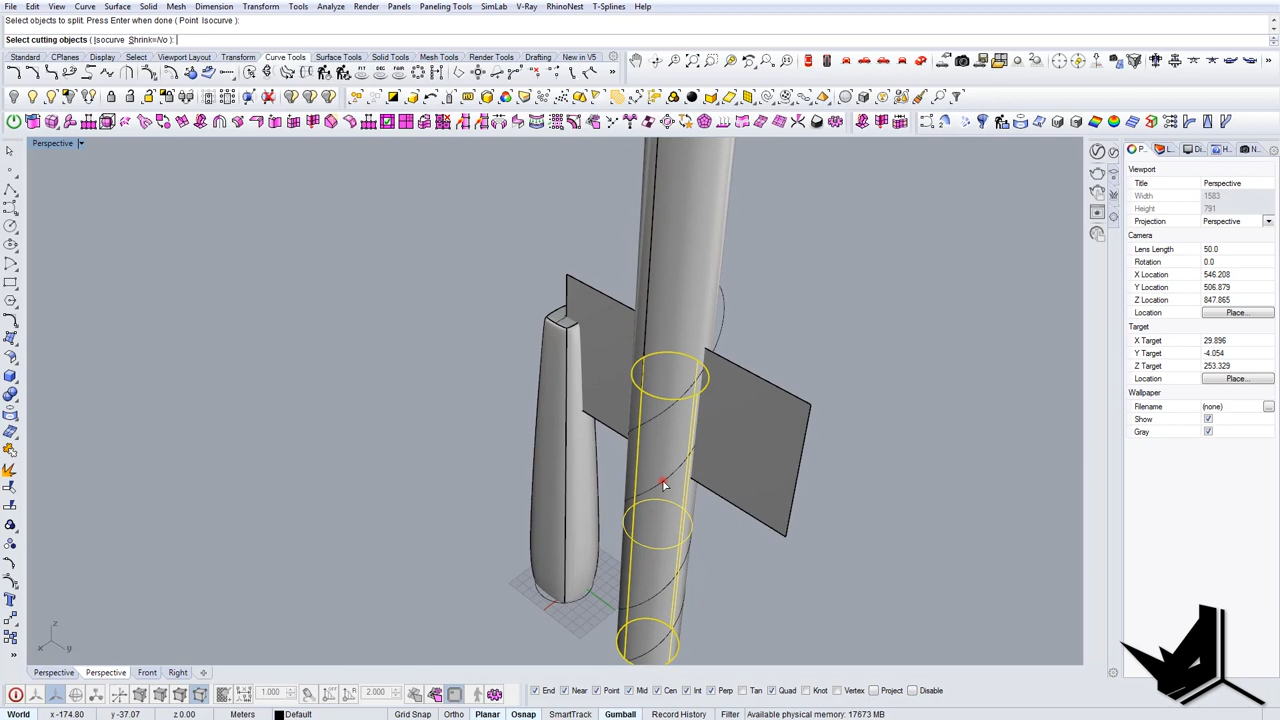 File Edit View Curve Surface Solid Mesh Dimension Transform Tools Analyze Render Panels Paneling Tools SimLab V-Ray RhinoNest T-Splines Help
Select objects to split. Press Enter when done ( Point Isocurve ):
Select cutting objects ( Isocurve Shrink=No ):
Standard CPlanes Display Select Viewport Layout Transform Curve Tools Surface Tools Solid Tools Mesh Tools Render Tools Drafting New in V5
Perspective
P... L... Di... H... N...
Viewport
Title Perspective
Width 1583
Height 791
Projection Perspective
Camera
Lens Length 50.0
Rotation 0.0
X Location 546.208
Y Location 506.879
Z Location 847.865
Location Place...
Target
X Target 29.896
Y Target -4.054
Z Target 253.329
Location Place...
Wallpaper
Filename (none) ...
Show
Gray
z
x y
Perspective Perspective Front Right
1.000 2.000 End Near Point Mid Cen Int Perp Tan Quad Knot Vertex Project Disable
World x -174.80 y -37.07 z 0.00 Meters Default Grid Snap Ortho Planar Osnap SmartTrack Gumball Record History Filter Available physical memory: 17673 MB